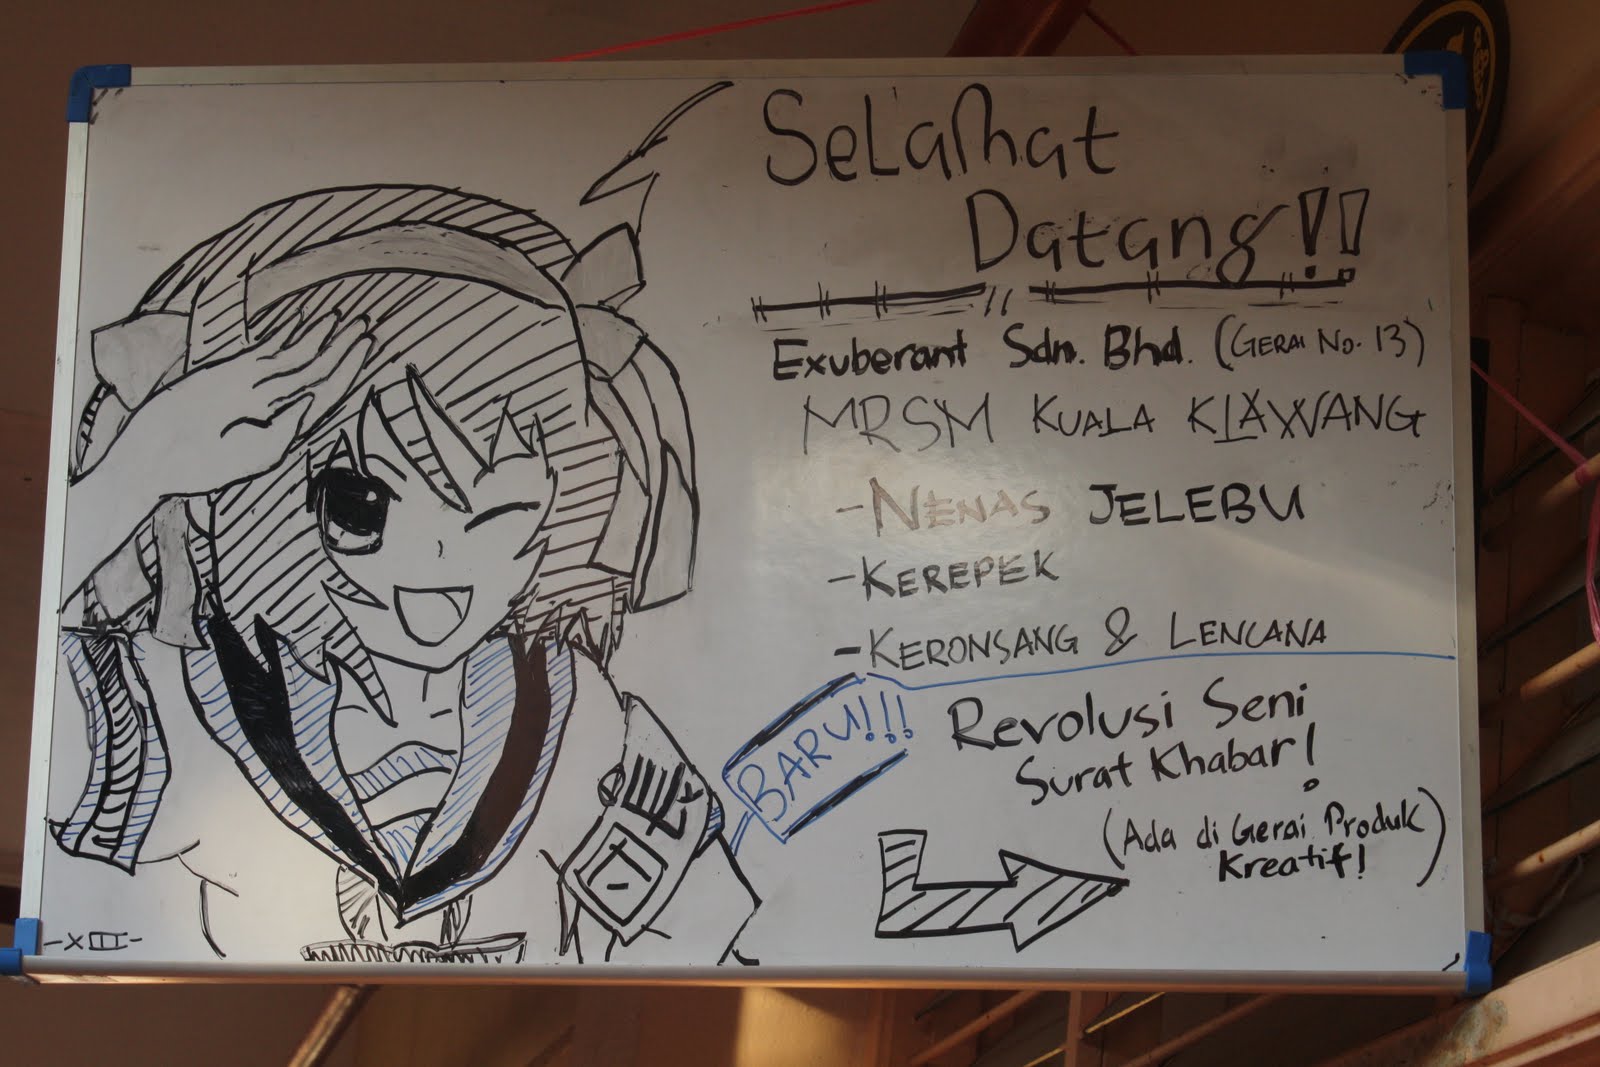 Selamat
Datang!!
Exuberant Sdn. Bhd. (Gerai No. 13)
MRSM KUALA KLAWANG
-NENAS JELEBU
-KEREPEK
-KERONSANG & LENCANA
BARU!!!
Revolusi Seni
Surat Khabar!
(Ada di Gerai Produk
Kreatif!)
-XIII-